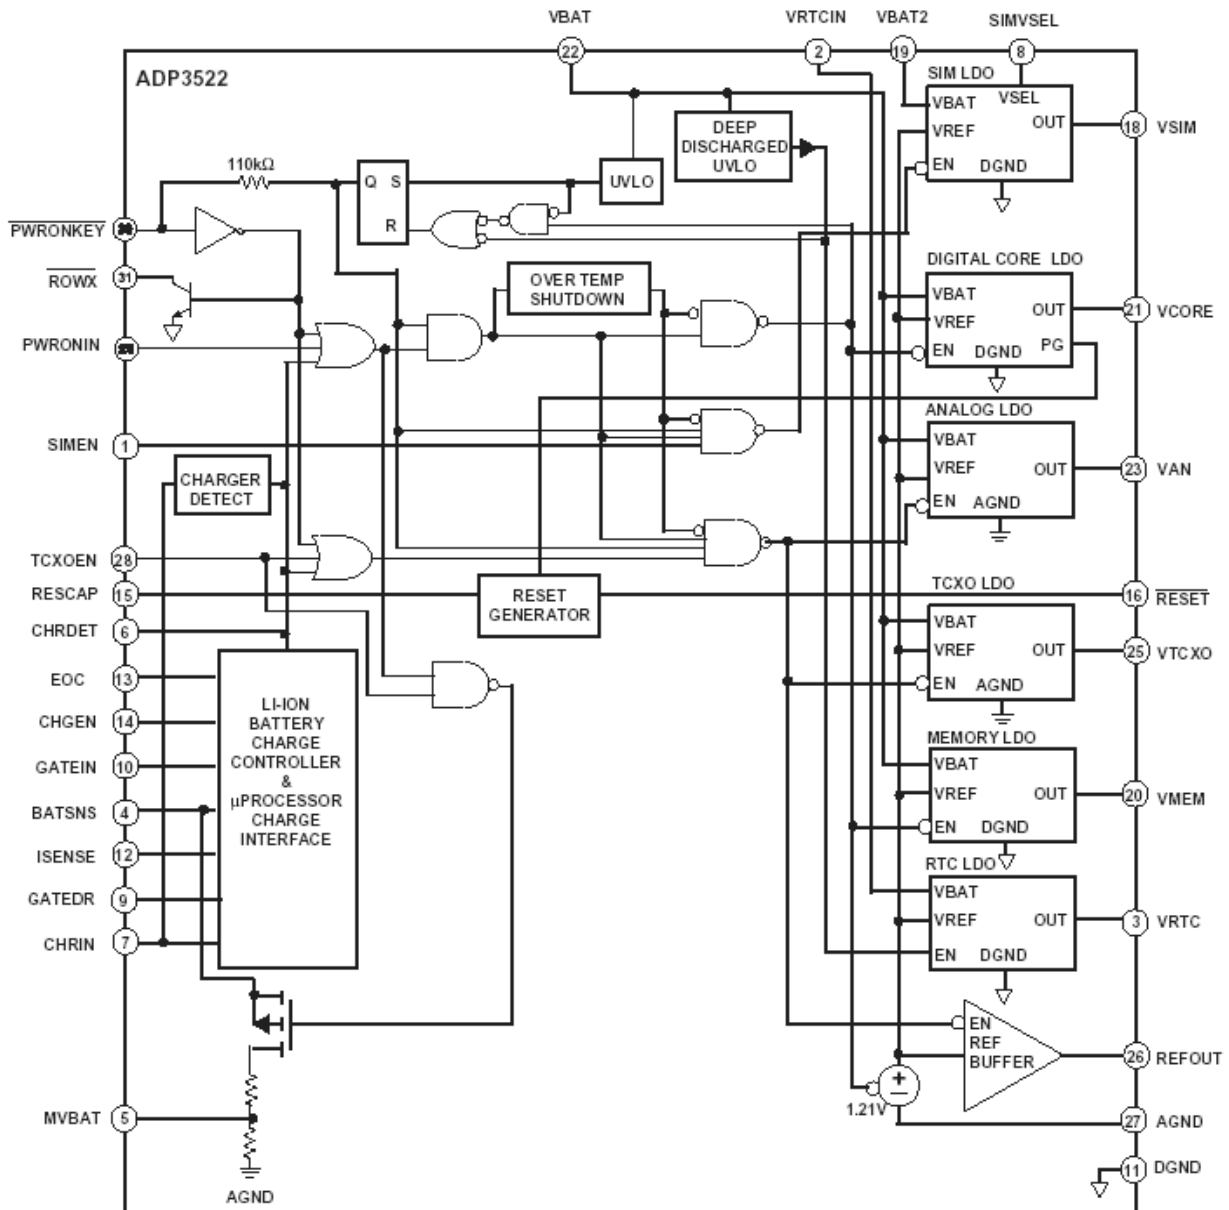 VBAT
22
VRTCIN
2
VBAT2
19
SIMVSEL
8
ADP3522
SIM LDO
VBAT
VSEL
OUT
VREF
EN
DGND
18
VSIM
DEEP
DISCHARGED
UVLO
UVLO
110kΩ
Q
S
R
PWRONKEY
ROWX
31
PWRONIN
OVER TEMP
SHUTDOWN
DIGITAL CORE LDO
VBAT
OUT
VREF
PG
EN
DGND
21
VCORE
SIMEN
1
ANALOG LDO
VBAT
VREF
OUT
EN
AGND
23
VAN
CHARGER
DETECT
TCXOEN
28
RESCAP
15
RESET
GENERATOR
16
RESET
CHRDET
6
TCXO LDO
VBAT
VREF
OUT
EN
AGND
25
VTCXO
EOC
13
CHGEN
14
GATEIN
10
BATSNS
4
ISENSE
12
GATEDR
9
CHRIN
7
LI-ION
BATTERY
CHARGE
CONTROLLER
&
µPROCESSOR
CHARGE
INTERFACE
MEMORY LDO
VBAT
VREF
OUT
EN
DGND
20
VMEM
RTC LDO
VBAT
VREF
OUT
EN
DGND
3
VRTC
EN
REF
BUFFER
26
REFOUT
+
−
1.21V
27
AGND
MVBAT
5
AGND
11
DGND